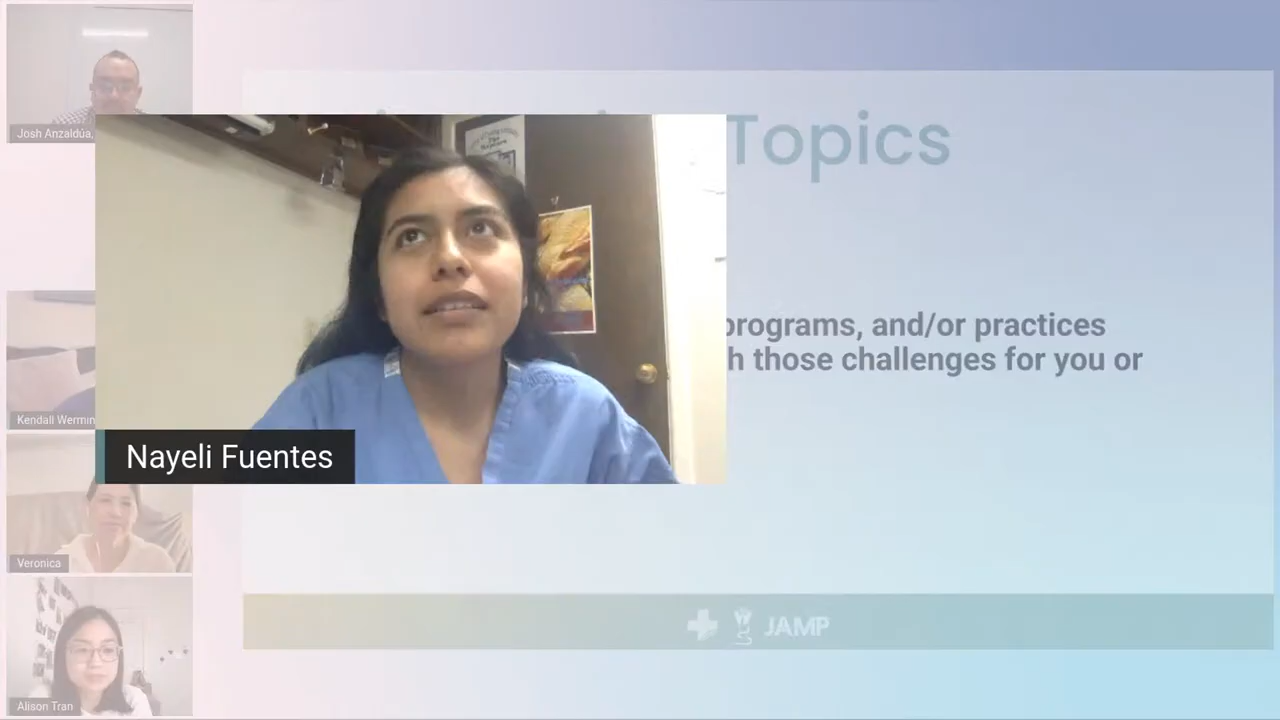 Josh Anzaldúa,
Topics
programs, and/or practices
those challenges for you or
Kendall Wermin
Nayeli Fuentes
Veronica
JAMP
Alison Tran